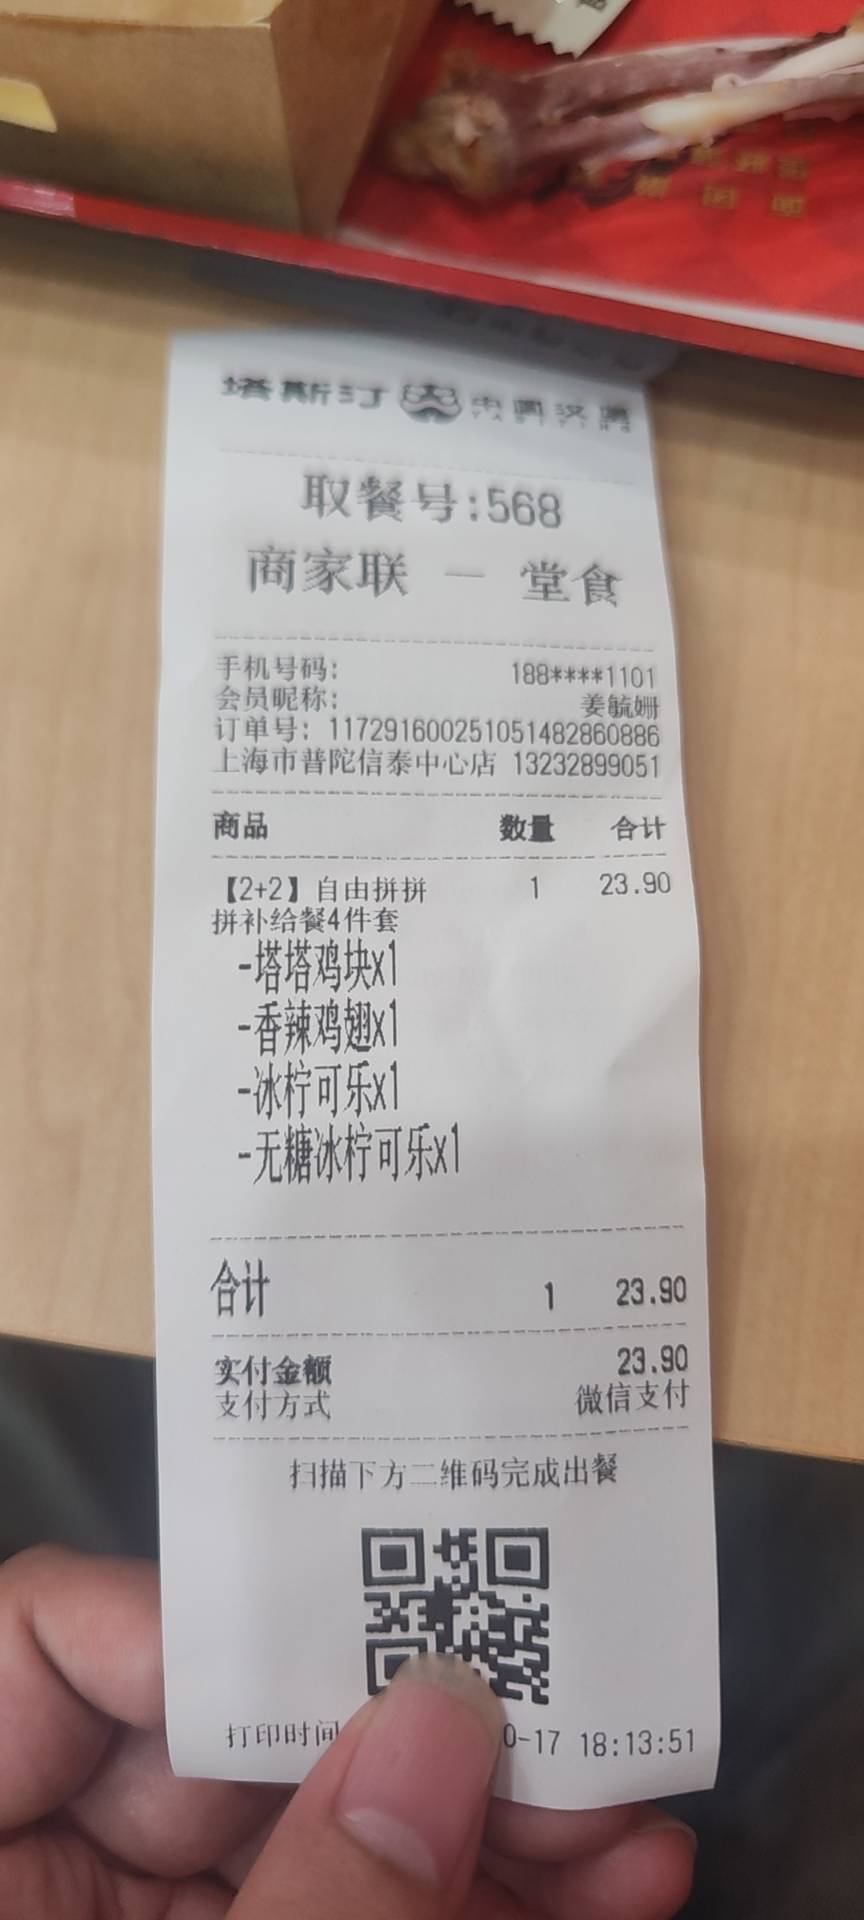 塔斯汀 中国汉堡
TASITING
取餐号:568
商家联 — 堂食
手机号码: 188****1101
会员昵称: 姜毓姗
订单号: 1172916002510514828 60886
上海市普陀信泰中心店 13232899051
商品 数量 合计
【2+2】自由拼拼 1 23.90
拼补给餐4件套
-塔塔鸡块x1
-香辣鸡翅x1
-冰柠可乐x1
-无糖冰柠可乐x1
合计 1 23.90
实付金额 23.90
支付方式 微信支付
扫描下方二维码完成出餐
打印时间 0-17 18:13:51